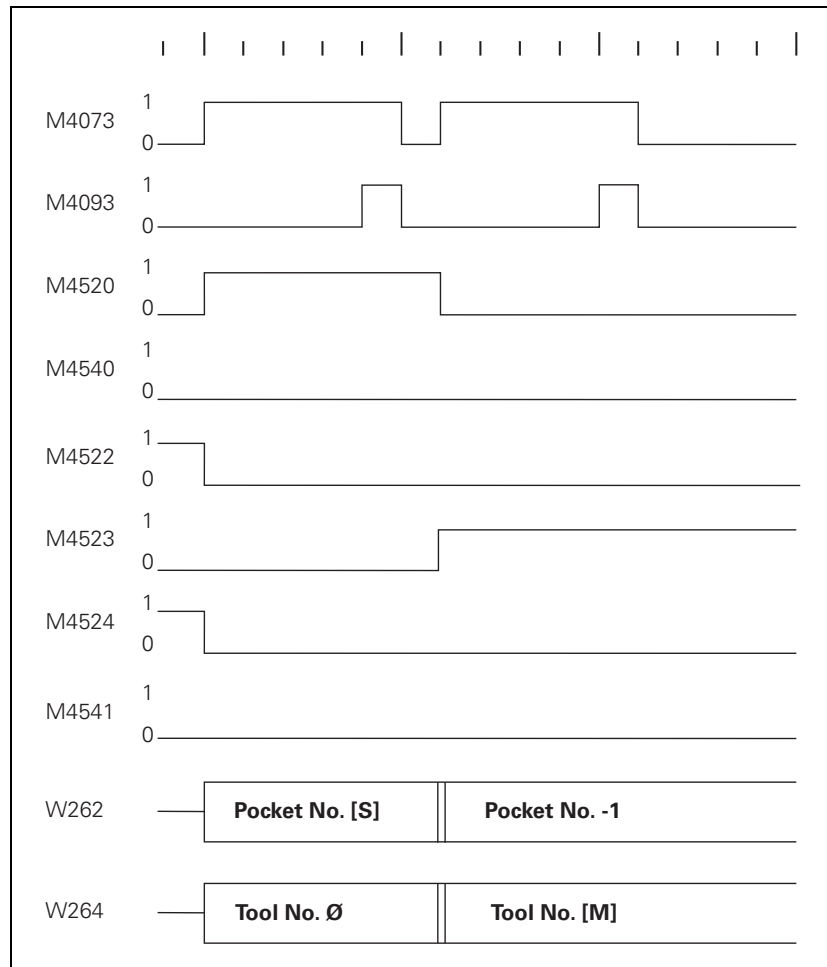 M4073 1
0
M4093 1
0
M4520 1
0
M4540 1
0
M4522 1
0
M4523 1
0
M4524 1
0
M4541 1
0
W262 Pocket No. [S] Pocket No. -1
W264 Tool No. Ø Tool No. [M]